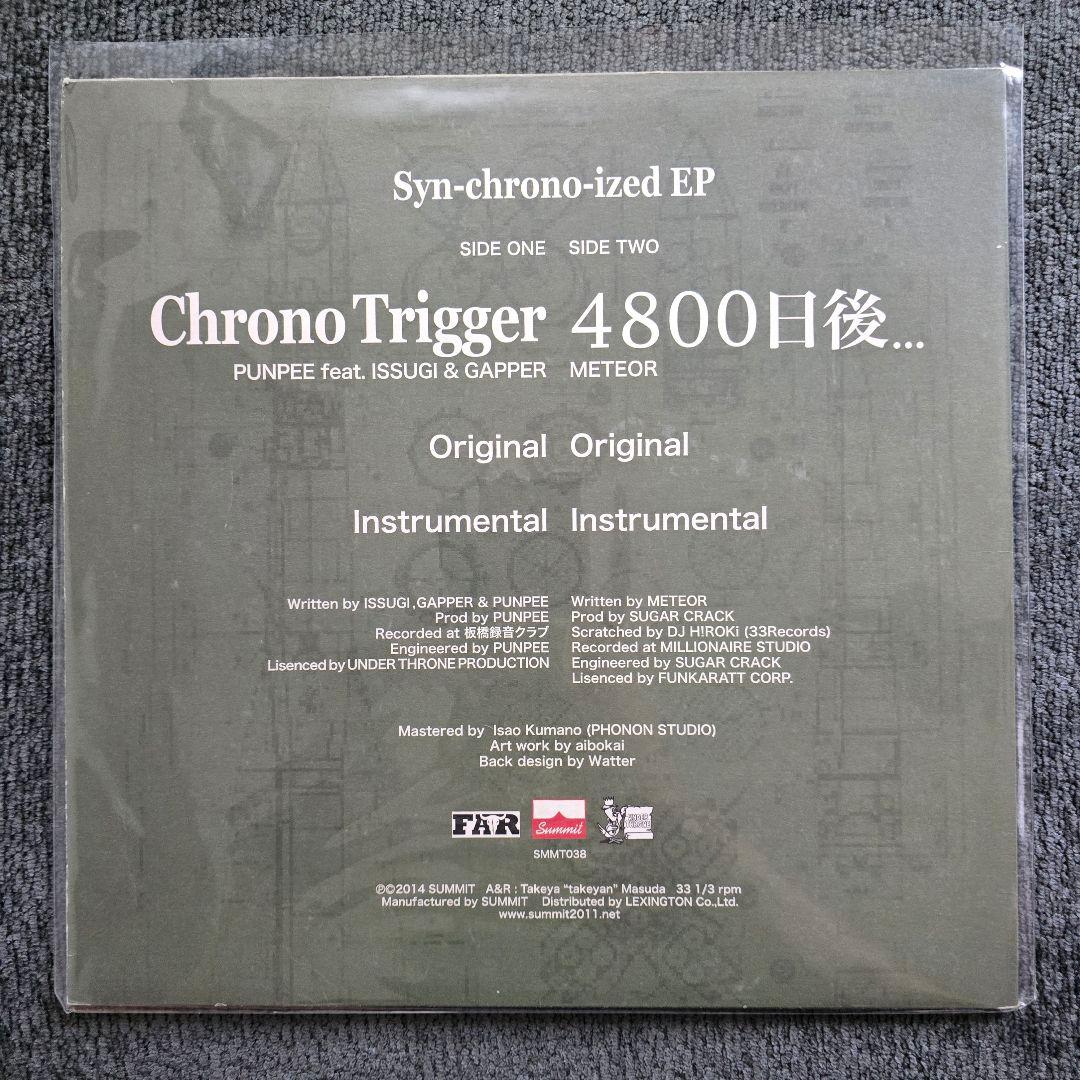 Syn-chrono-ized EP
SIDE ONE SIDE TWO
Chrono Trigger 4800日後...
PUNPEE feat. ISSUGI & GAPPER METEOR
Original Original
Instrumental Instrumental
Written by ISSUGI ,GAPPER & PUNPEE
Prod by PUNPEE
Recorded at 板橋録音クラブ
Engineered by PUNPEE
Lisenced by UNDER THRONE PRODUCTION
Written by METEOR
Prod by SUGAR CRACK
Scratched by DJ H!ROKi (33Records)
Recorded at MILLIONAIRE STUDIO
Engineered by SUGAR CRACK
Lisenced by FUNKARATT CORP.
Mastered by Isao Kumano (PHONON STUDIO)
Art work by aibokai
Back design by Watter
FAR Summit UNDER THRONE
SMMT038
℗©2014 SUMMIT A&R : Takeya "takeyan" Masuda 33 1/3 rpm
Manufactured by SUMMIT Distributed by LEXINGTON Co.,Ltd.
www.summit2011.net